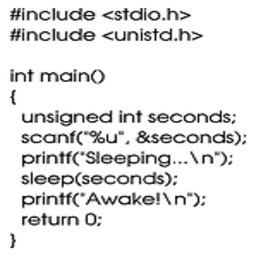 #include <stdio.h>
#include <unistd.h>
int main()
{
unsigned int seconds;
scanf("%u", &seconds);
printf("Sleeping...\n");
sleep(seconds);
printf("Awake!\n");
return 0;
}